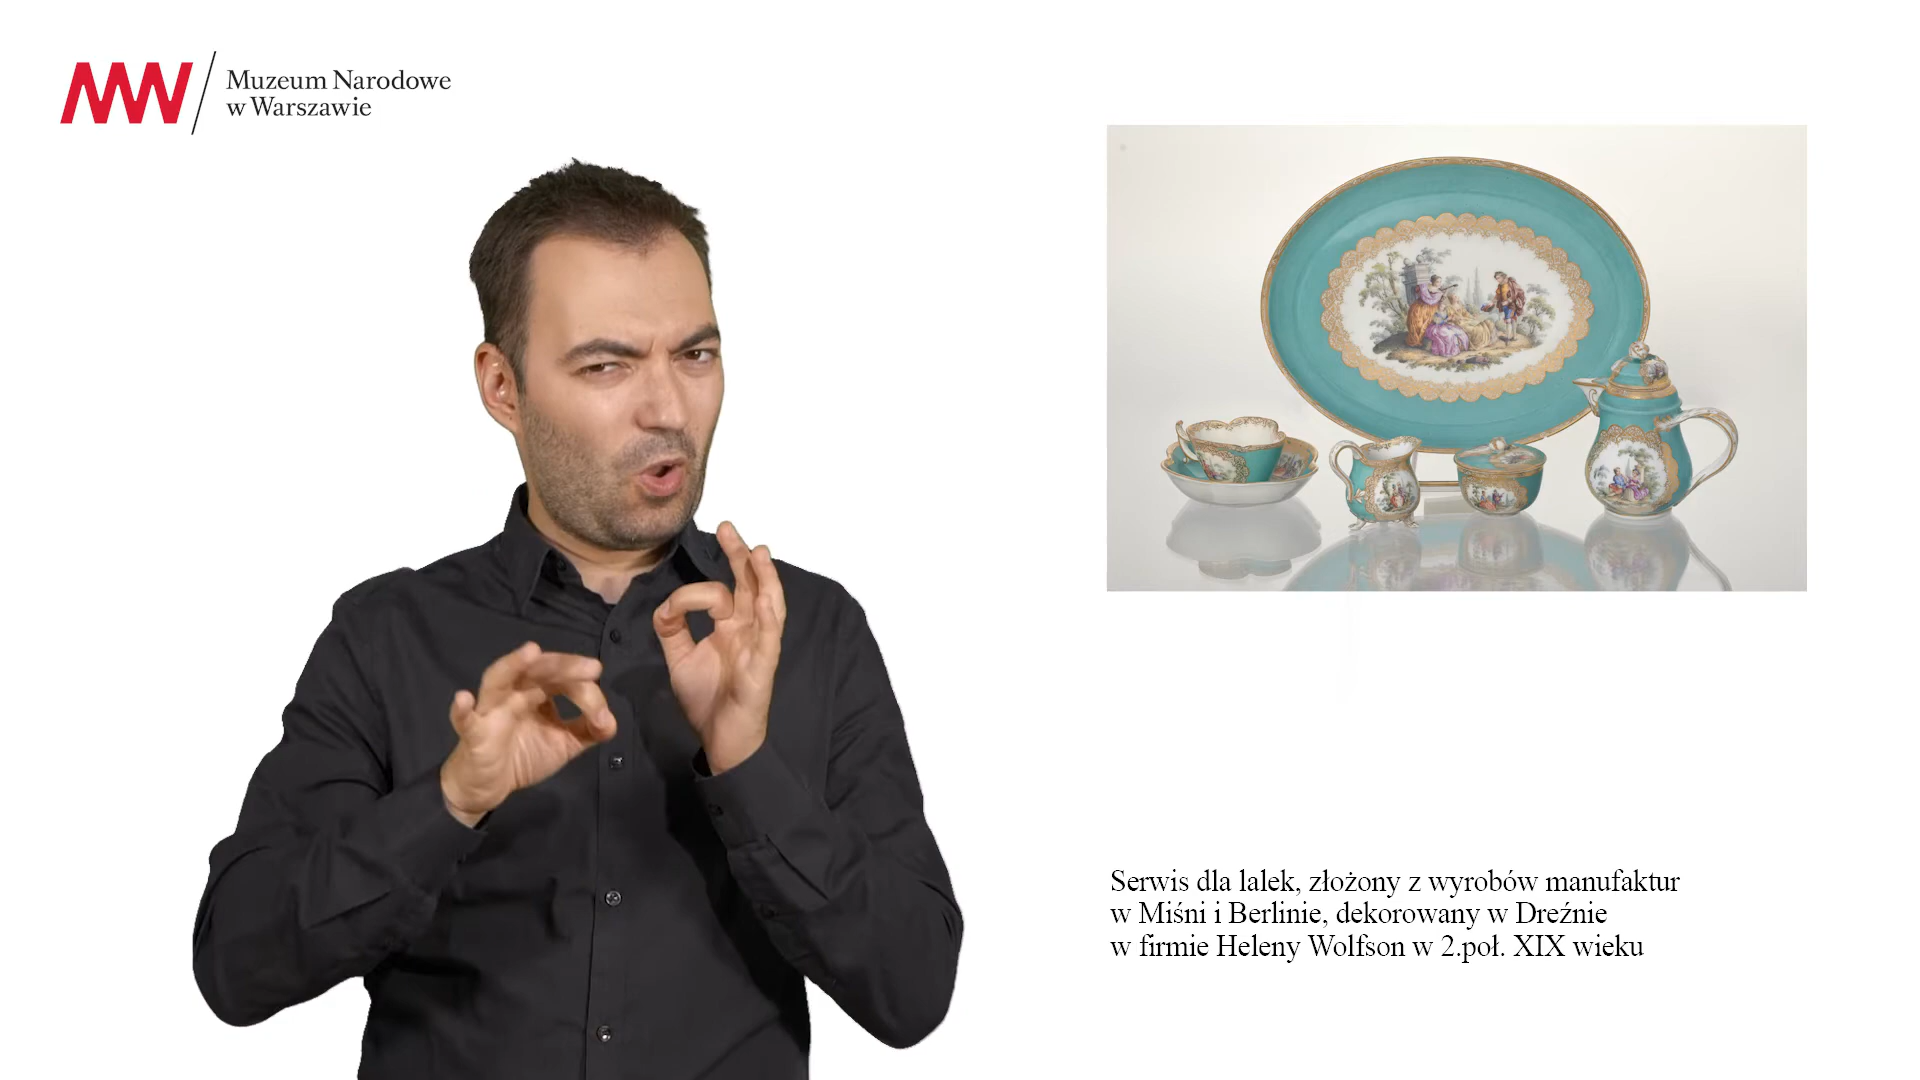 Muzeum Narodowe
w Warszawie
Serwis dla lalek, złożony z wyrobów manufaktur
w Miśni i Berlinie, dekorowany w Dreźnie
w firmie Heleny Wolfson w 2.poł. XIX wieku